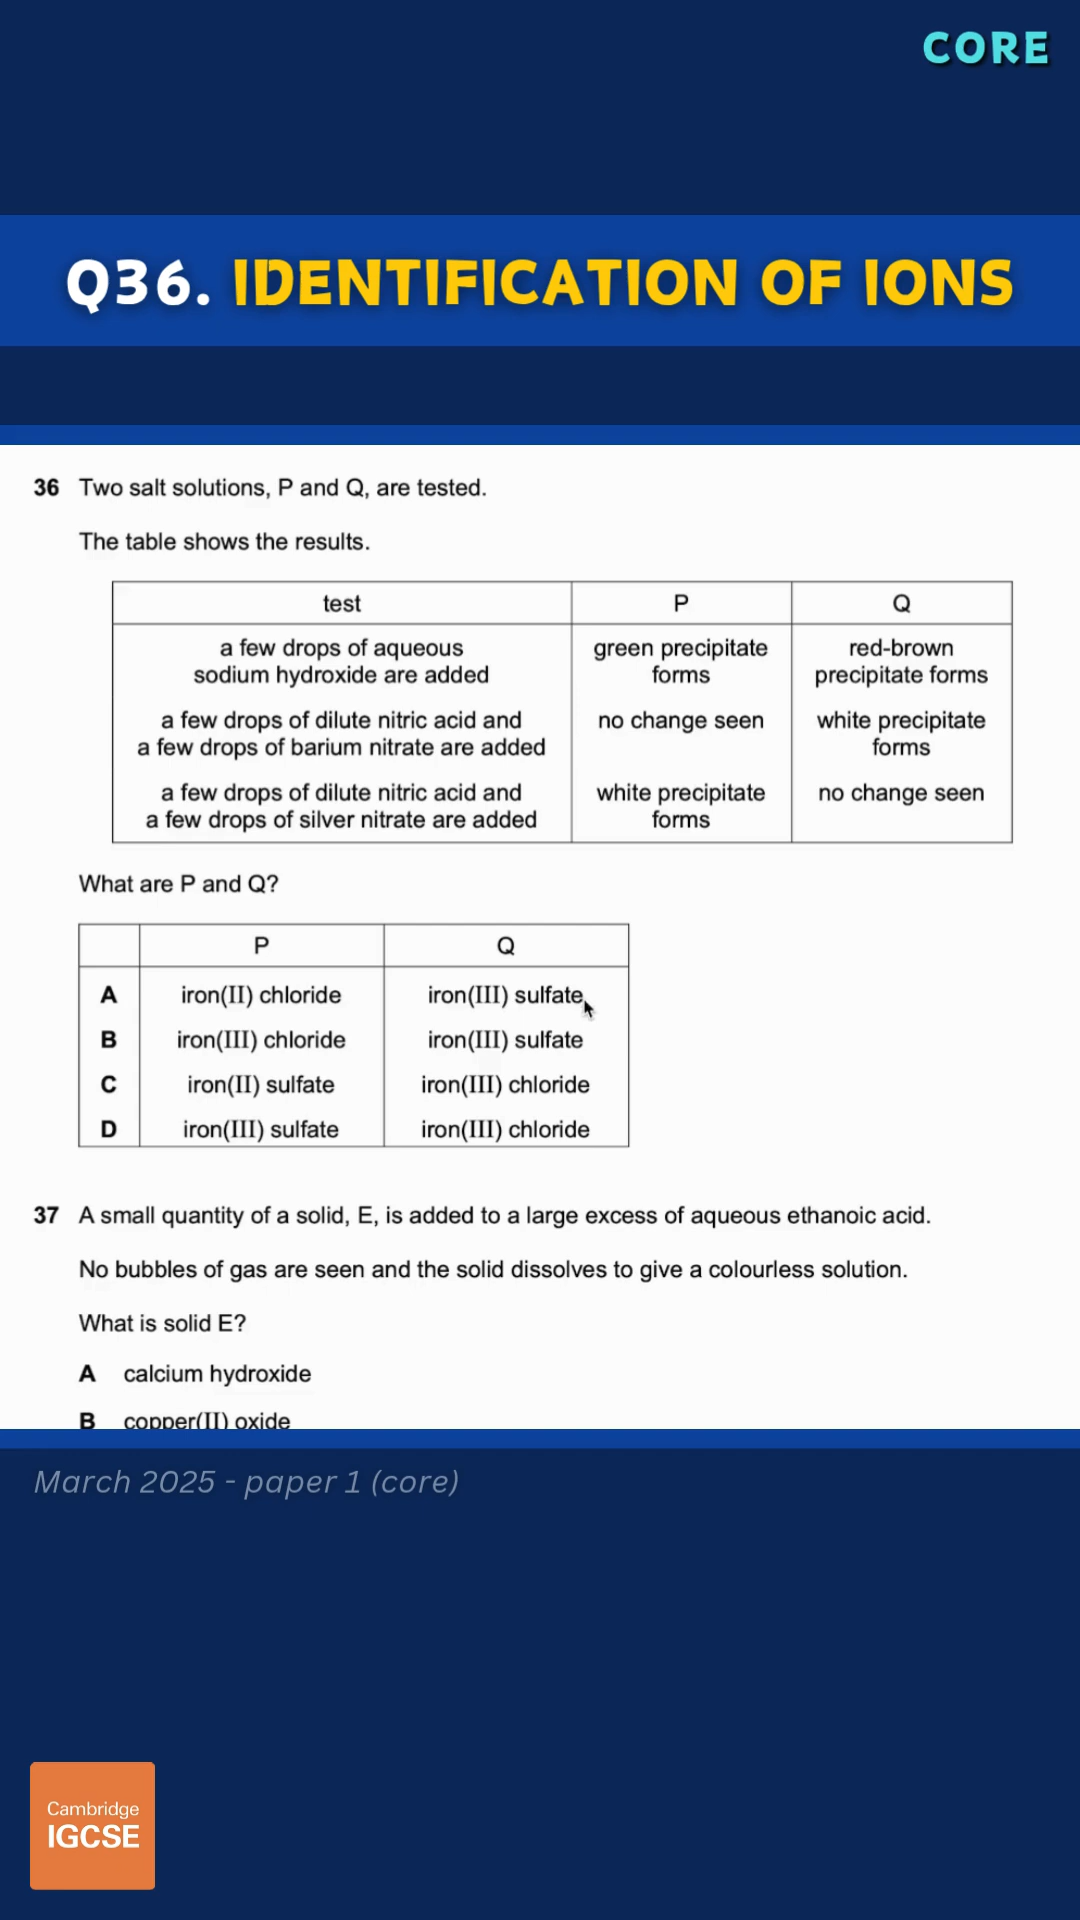 CORE
Q36. IDENTIFICATION OF IONS
36 Two salt solutions, P and Q, are tested.
The table shows the results.
test P Q
a few drops of aqueous sodium hydroxide are added green precipitate forms red-brown precipitate forms
a few drops of dilute nitric acid and a few drops of barium nitrate are added no change seen white precipitate forms
a few drops of dilute nitric acid and a few drops of silver nitrate are added white precipitate forms no change seen
What are P and Q?
P Q
A iron(II) chloride iron(III) sulfate
B iron(III) chloride iron(III) sulfate
C iron(II) sulfate iron(III) chloride
D iron(III) sulfate iron(III) chloride
37 A small quantity of a solid, E, is added to a large excess of aqueous ethanoic acid.
No bubbles of gas are seen and the solid dissolves to give a colourless solution.
What is solid E?
A calcium hydroxide
B copper(II) oxide
March 2025 - paper 1 (core)
Cambridge
IGCSE